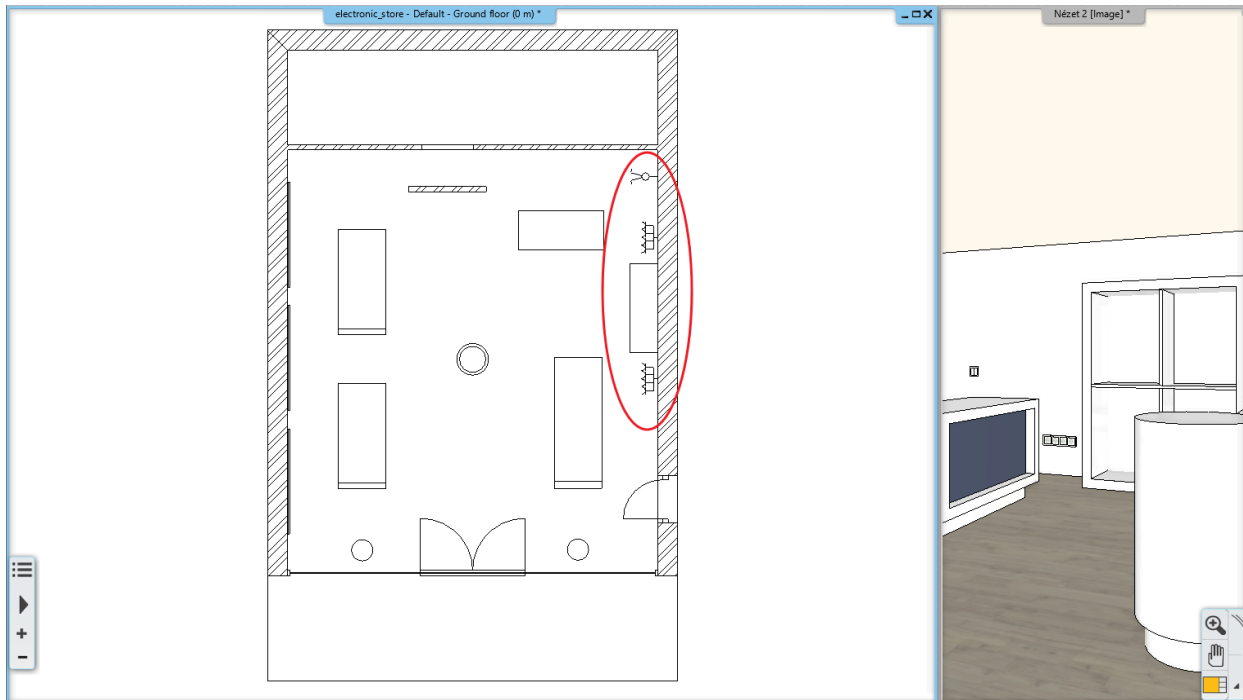 electronic_store - Default - Ground floor (0 m) *
Nézet 2 [Image] *